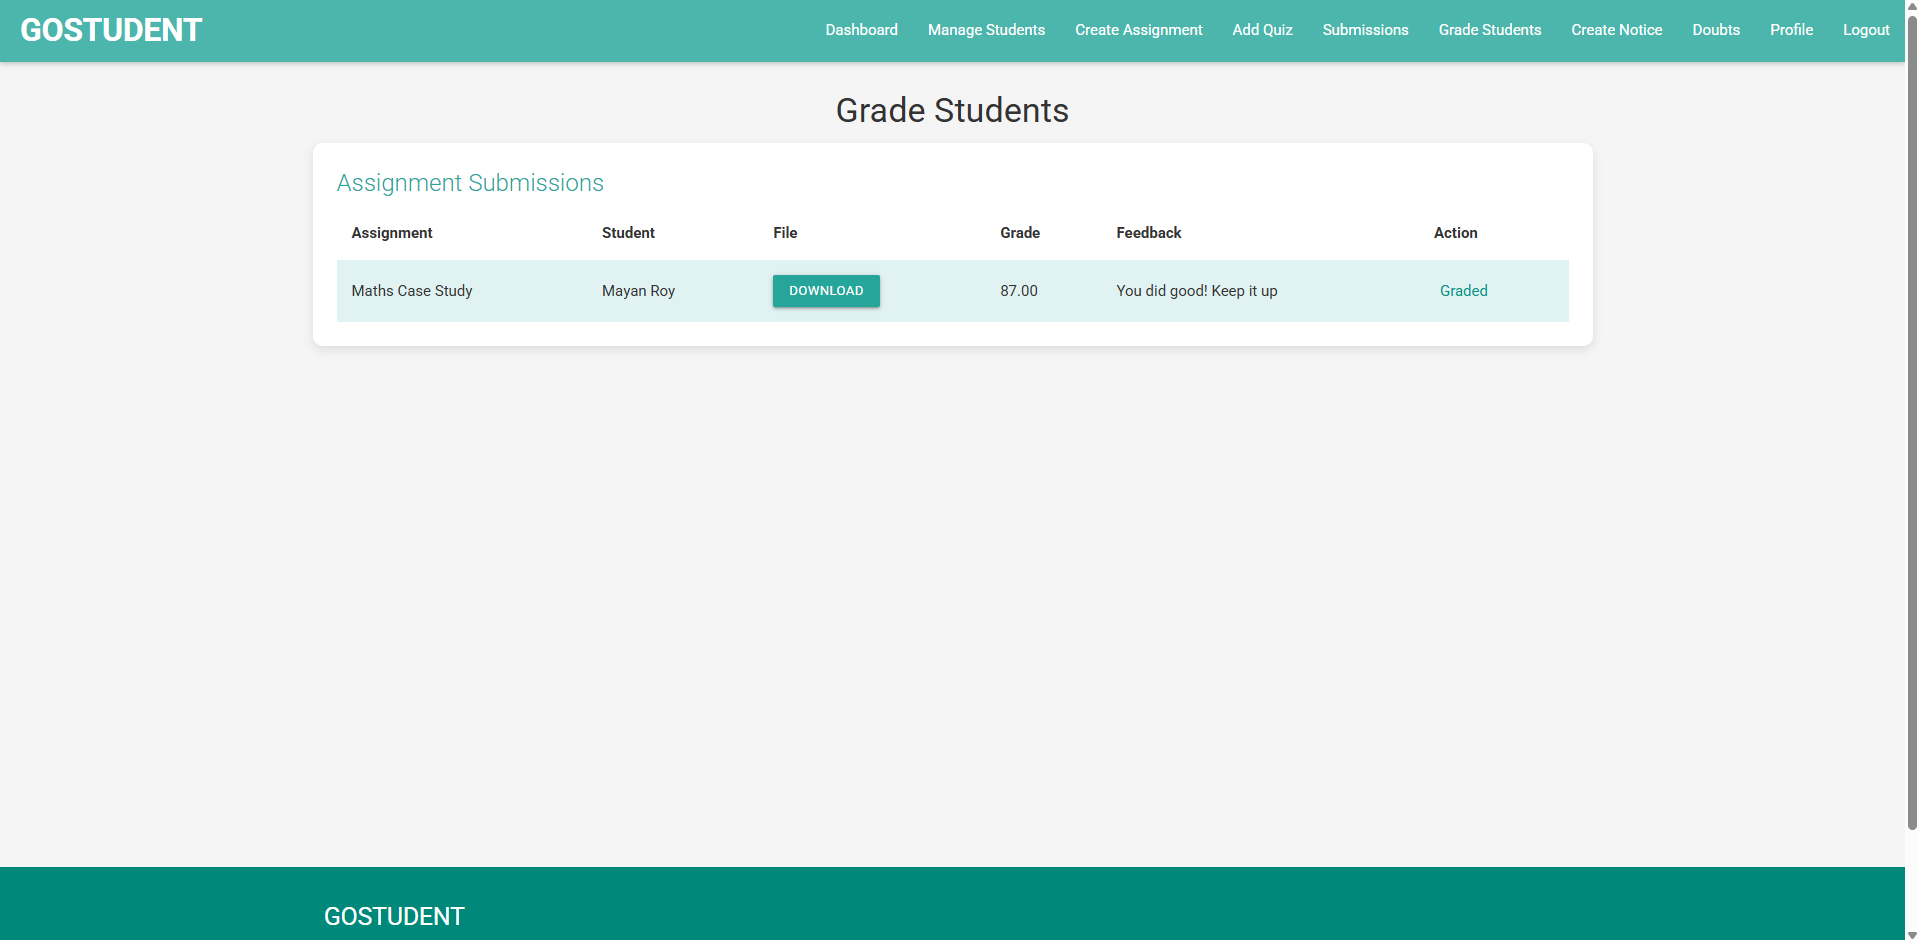 GOSTUDENT Dashboard Manage Students Create Assignment Add Quiz Submissions Grade Students Create Notice Doubts Profile Logout
Grade Students
Assignment Submissions
Assignment Student File Grade Feedback Action
Maths Case Study Mayan Roy DOWNLOAD 87.00 You did good! Keep it up Graded
GOSTUDENT